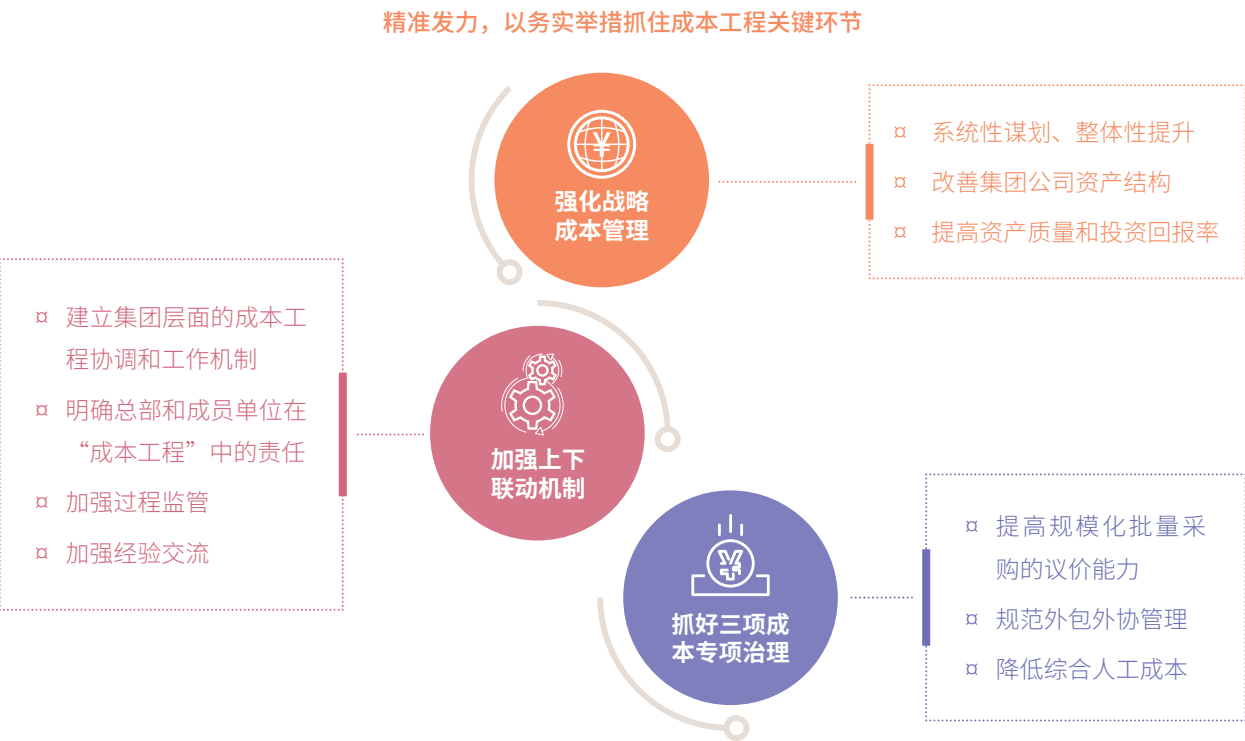 精准发力，以务实举措抓住成本工程关键环节
强化战略
成本管理
¤ 系统性谋划、整体性提升
¤ 改善集团公司资产结构
¤ 提高资产质量和投资回报率
加强上下
联动机制
¤ 建立集团层面的成本工
程协调和工作机制
¤ 明确总部和成员单位在
“成本工程”中的责任
¤ 加强过程监管
¤ 加强经验交流
抓好三项成
本专项治理
¤ 提高规模化批量采
购的议价能力
¤ 规范外包外协管理
¤ 降低综合人工成本